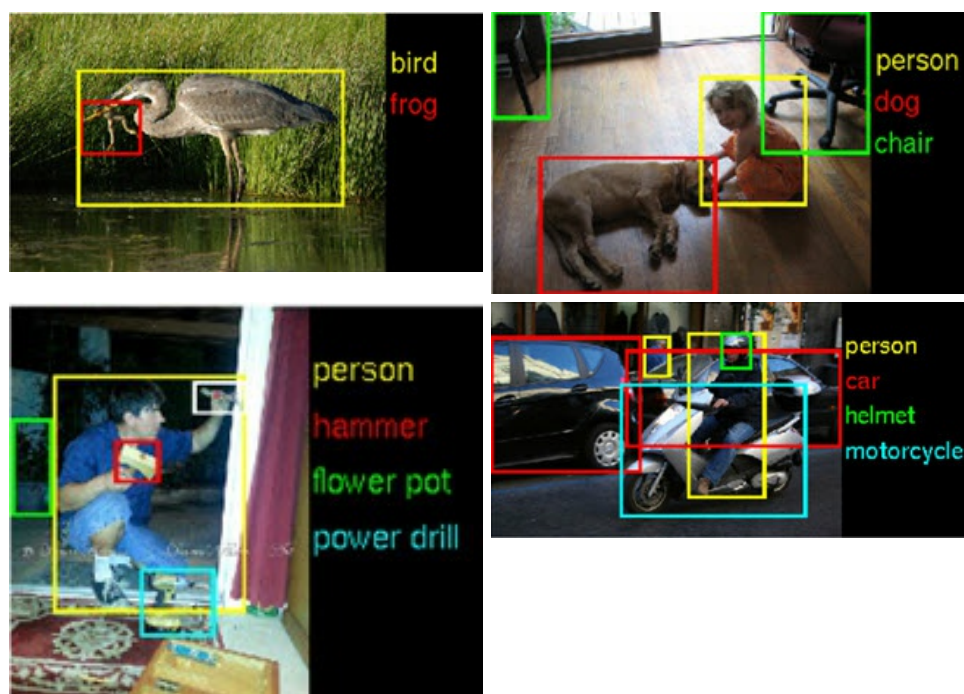 bird
frog
person
dog
chair
person
hammer
flower pot
power drill
person
car
helmet
motorcycle